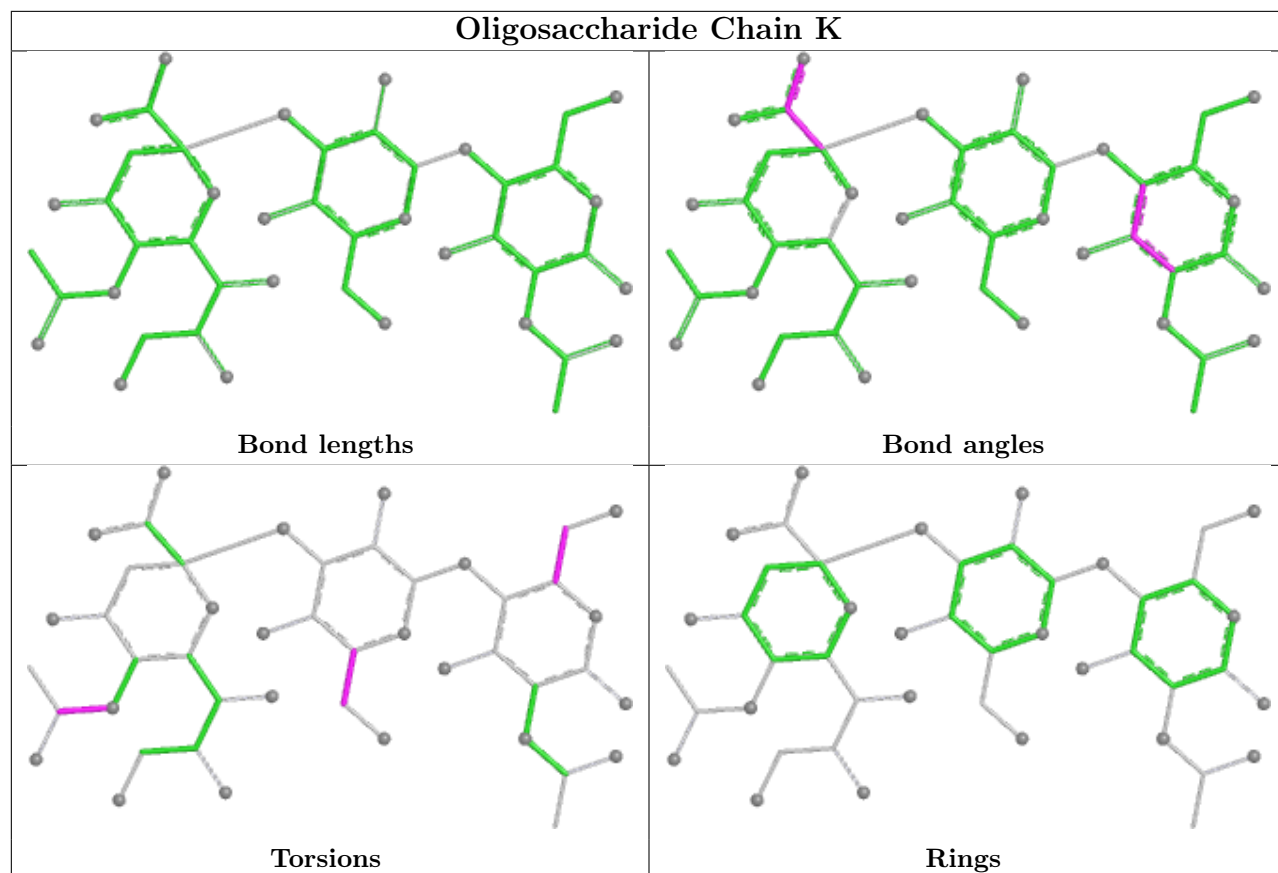 Oligosaccharide Chain K
Bond lengths
Bond angles
Torsions
Rings